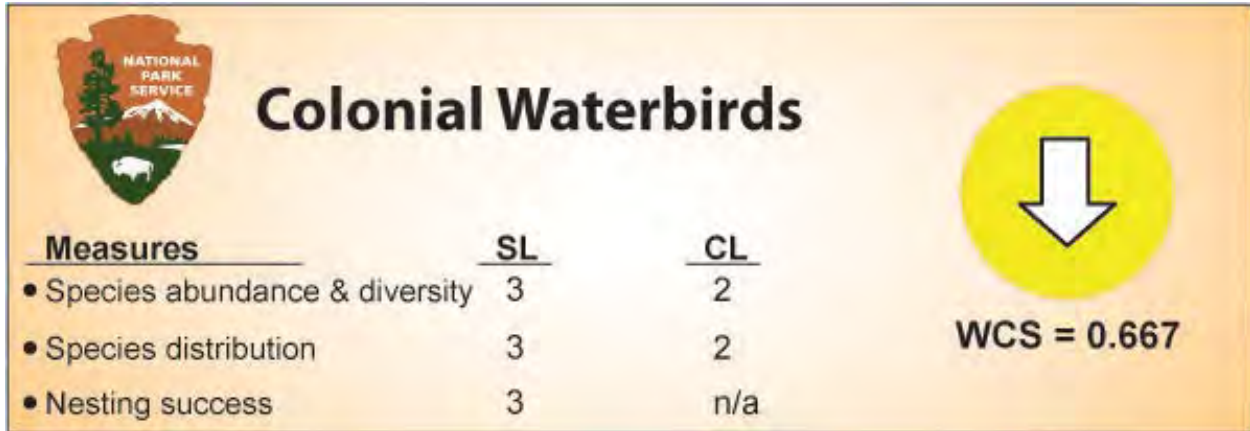 NATIONAL
PARK
SERVICE
Colonial Waterbirds
Measures SL CL
• Species abundance & diversity 3 2
• Species distribution 3 2
• Nesting success 3 n/a
WCS = 0.667